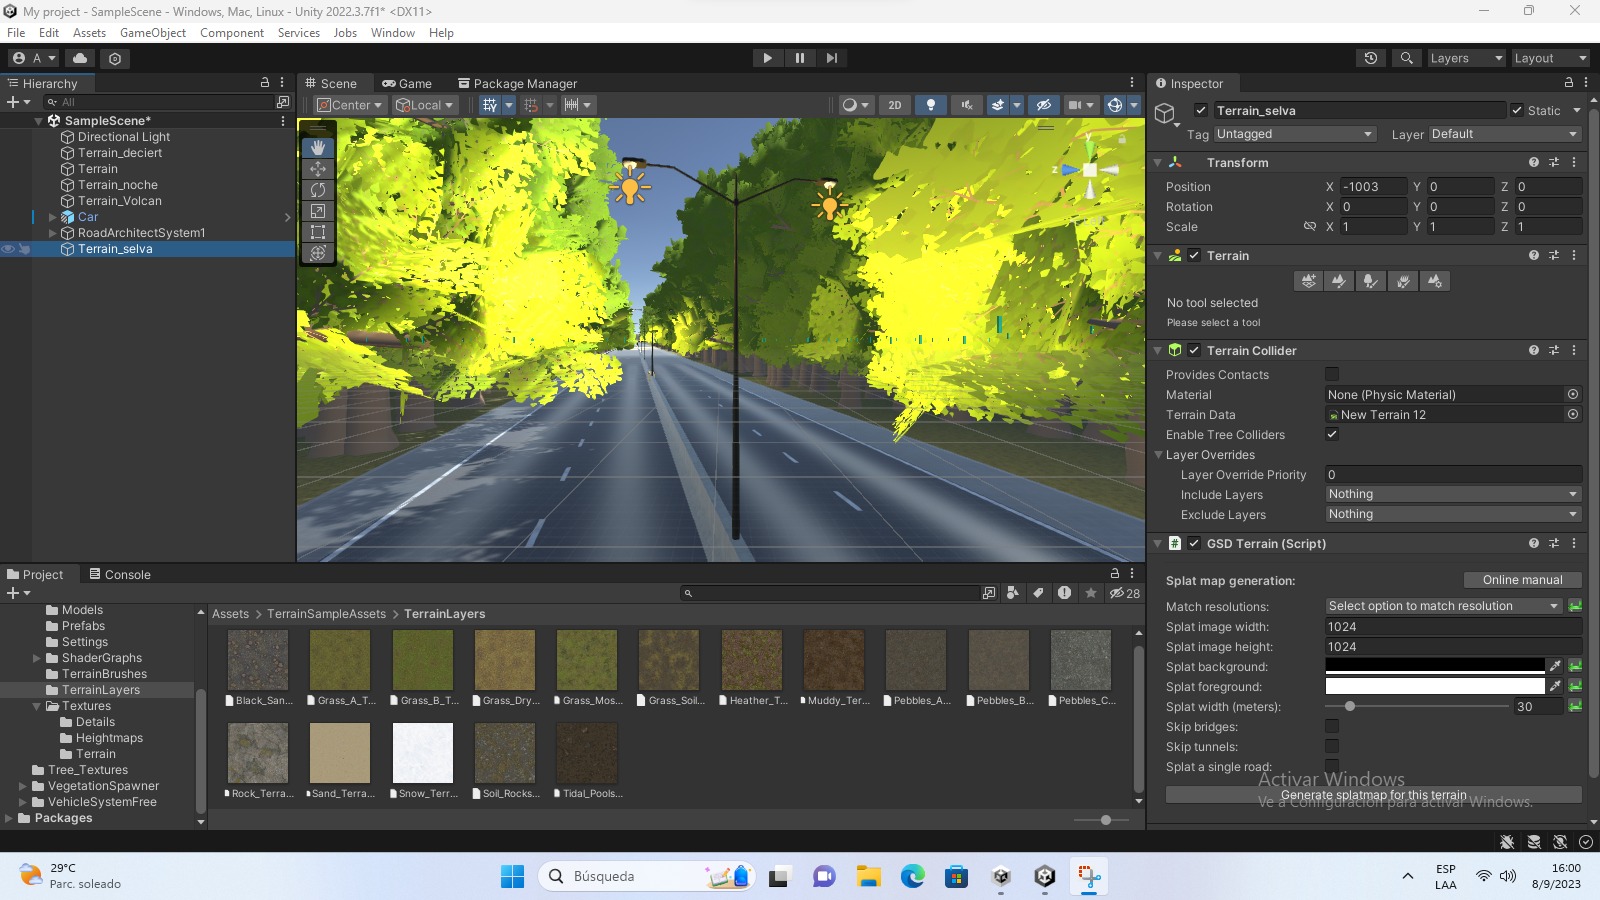 My project - SampleScene - Windows, Mac, Linux - Unity 2022.3.7f1* <DX11>
File Edit Assets GameObject Component Services Jobs Window Help
A
Layers Layout
Hierarchy
All
SampleScene*
Directional Light
Terrain_deciert
Terrain
Terrain_noche
Terrain_Volcan
Car
RoadArchitectSystem1
Terrain_selva
Scene Game Package Manager
Center Local 2D
y
z
Inspector
Terrain_selva Static
Tag Untagged Layer Default
Transform
Position X -1003 Y 0 Z 0
Rotation X 0 Y 0 Z 0
Scale X 1 Y 1 Z 1
Terrain
No tool selected
Please select a tool
Terrain Collider
Provides Contacts
Material None (Physic Material)
Terrain Data New Terrain 12
Enable Tree Colliders
Layer Overrides
Layer Override Priority 0
Include Layers Nothing
Exclude Layers Nothing
GSD Terrain (Script)
Splat map generation: Online manual
Match resolutions: Select option to match resolution
Splat image width: 1024
Splat image height: 1024
Splat background:
Splat foreground:
Splat width (meters): 30
Skip bridges:
Skip tunnels:
Splat a single road:
Generate splatmap for this terrain
Activar Windows
Ve a Configuración para activar Windows.
Project Console
28
Models
Prefabs
Settings
ShaderGraphs
TerrainBrushes
TerrainLayers
Textures
Details
Heightmaps
Terrain
Tree_Textures
VegetationSpawner
VehicleSystemFree
Packages
Assets > TerrainSampleAssets > TerrainLayers
Black_San... Grass_A_T... Grass_B_T... Grass_Dry... Grass_Mos... Grass_Soil... Heather_T... Muddy_Ter... Pebbles_A... Pebbles_B... Pebbles_C...
Rock_Terra... Sand_Terra... Snow_Terr... Soil_Rocks... Tidal_Pools...
29°C
Parc. soleado
Búsqueda
ESP
LAA
16:00
8/9/2023